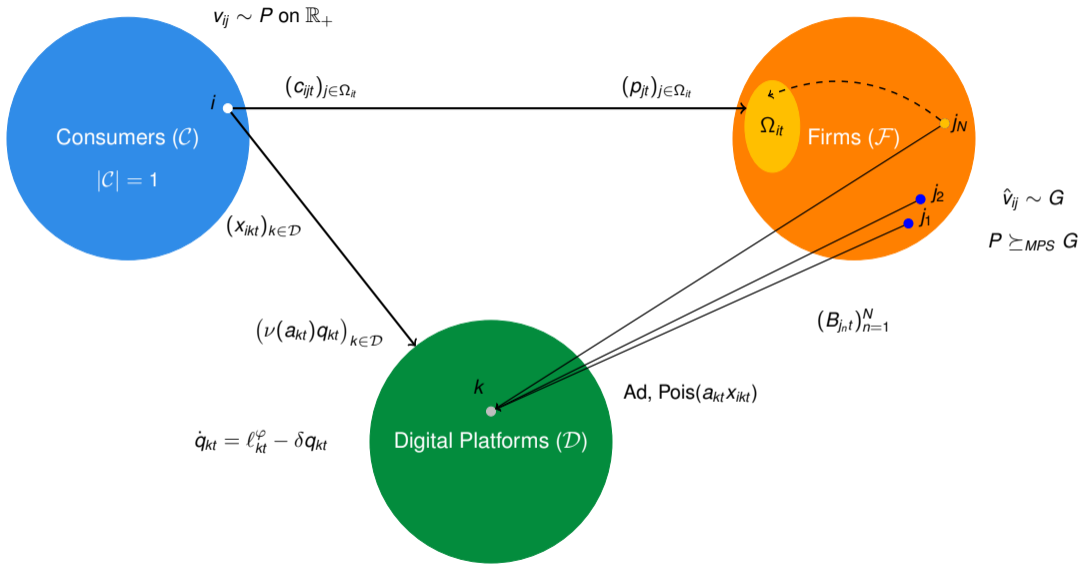 v_{ij} ∼ P on ℝ₊
i
(c_{ijt})_{j∈Ω_{it}}
(p_{jt})_{j∈Ω_{it}}
Consumers (𝒞)
|𝒞| = 1
Ω_{it}
Firms (ℱ)
j_N
j_2
j_1
v̂_{ij} ∼ G
P ⪰_{MPS} G
(x_{ikt})_{k∈𝒟}
(ν(a_{kt})q_{kt})_{k∈𝒟}
(B_{j_n t})_{n=1}^{N}
k
Ad, Pois(a_{kt}x_{ikt})
q̇_{kt} = ℓ_{kt}^{φ} − δq_{kt}
Digital Platforms (𝒟)